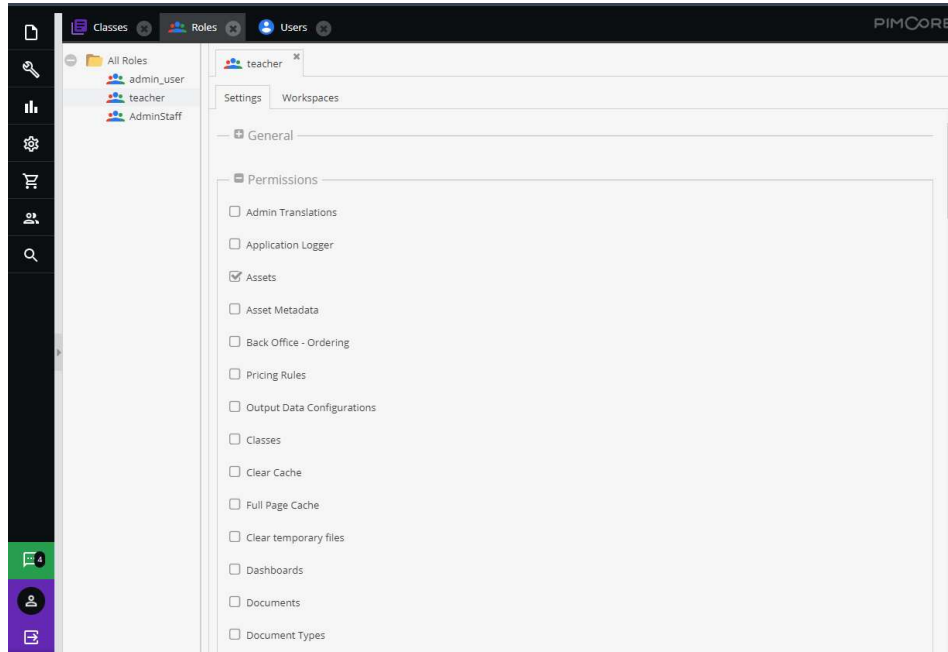 Classes Roles Users PIMCORE
All Roles
admin_user
teacher
AdminStaff
teacher
Settings Workspaces
General
Permissions
Admin Translations
Application Logger
Assets
Asset Metadata
Back Office - Ordering
Pricing Rules
Output Data Configurations
Classes
Clear Cache
Full Page Cache
Clear temporary files
Dashboards
Documents
Document Types
4